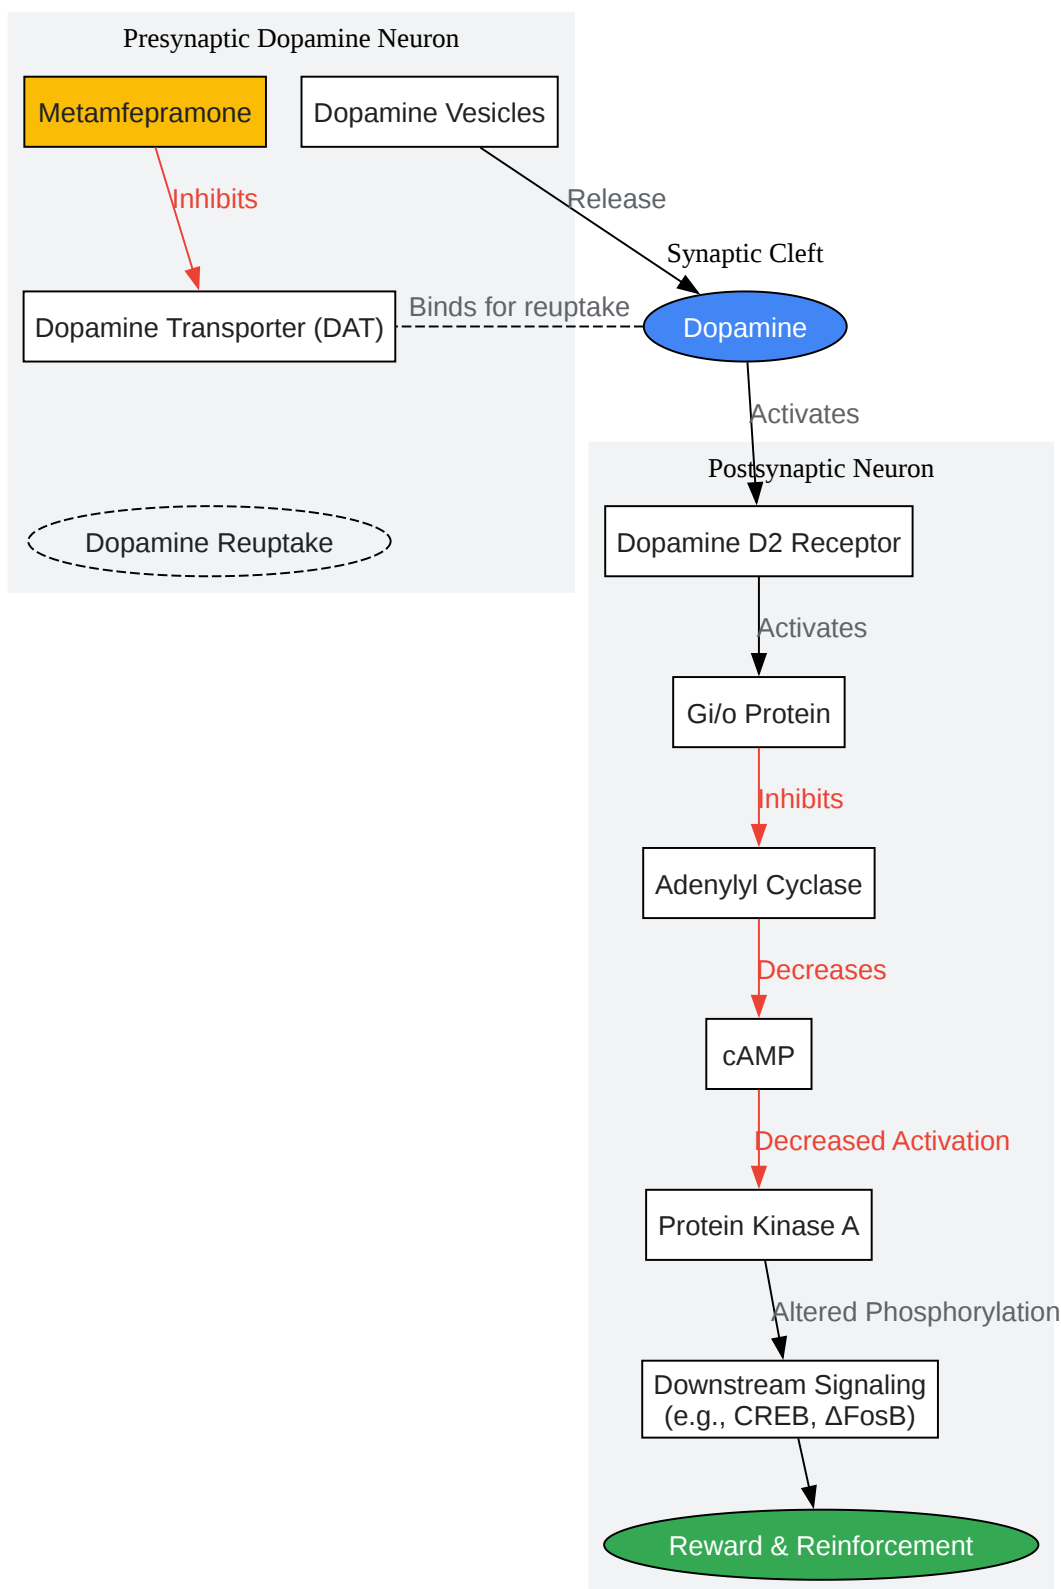 Presynaptic Dopamine Neuron
Metamfepramone
Dopamine Vesicles
Inhibits
Release
Synaptic Cleft
Dopamine Transporter (DAT)
Binds for reuptake
Dopamine
Activates
Postsynaptic Neuron
Dopamine Reuptake
Dopamine D2 Receptor
Activates
Gi/o Protein
Inhibits
Adenylyl Cyclase
Decreases
cAMP
Decreased Activation
Protein Kinase A
Altered Phosphorylation
Downstream Signaling
(e.g., CREB, ΔFosB)
Reward & Reinforcement